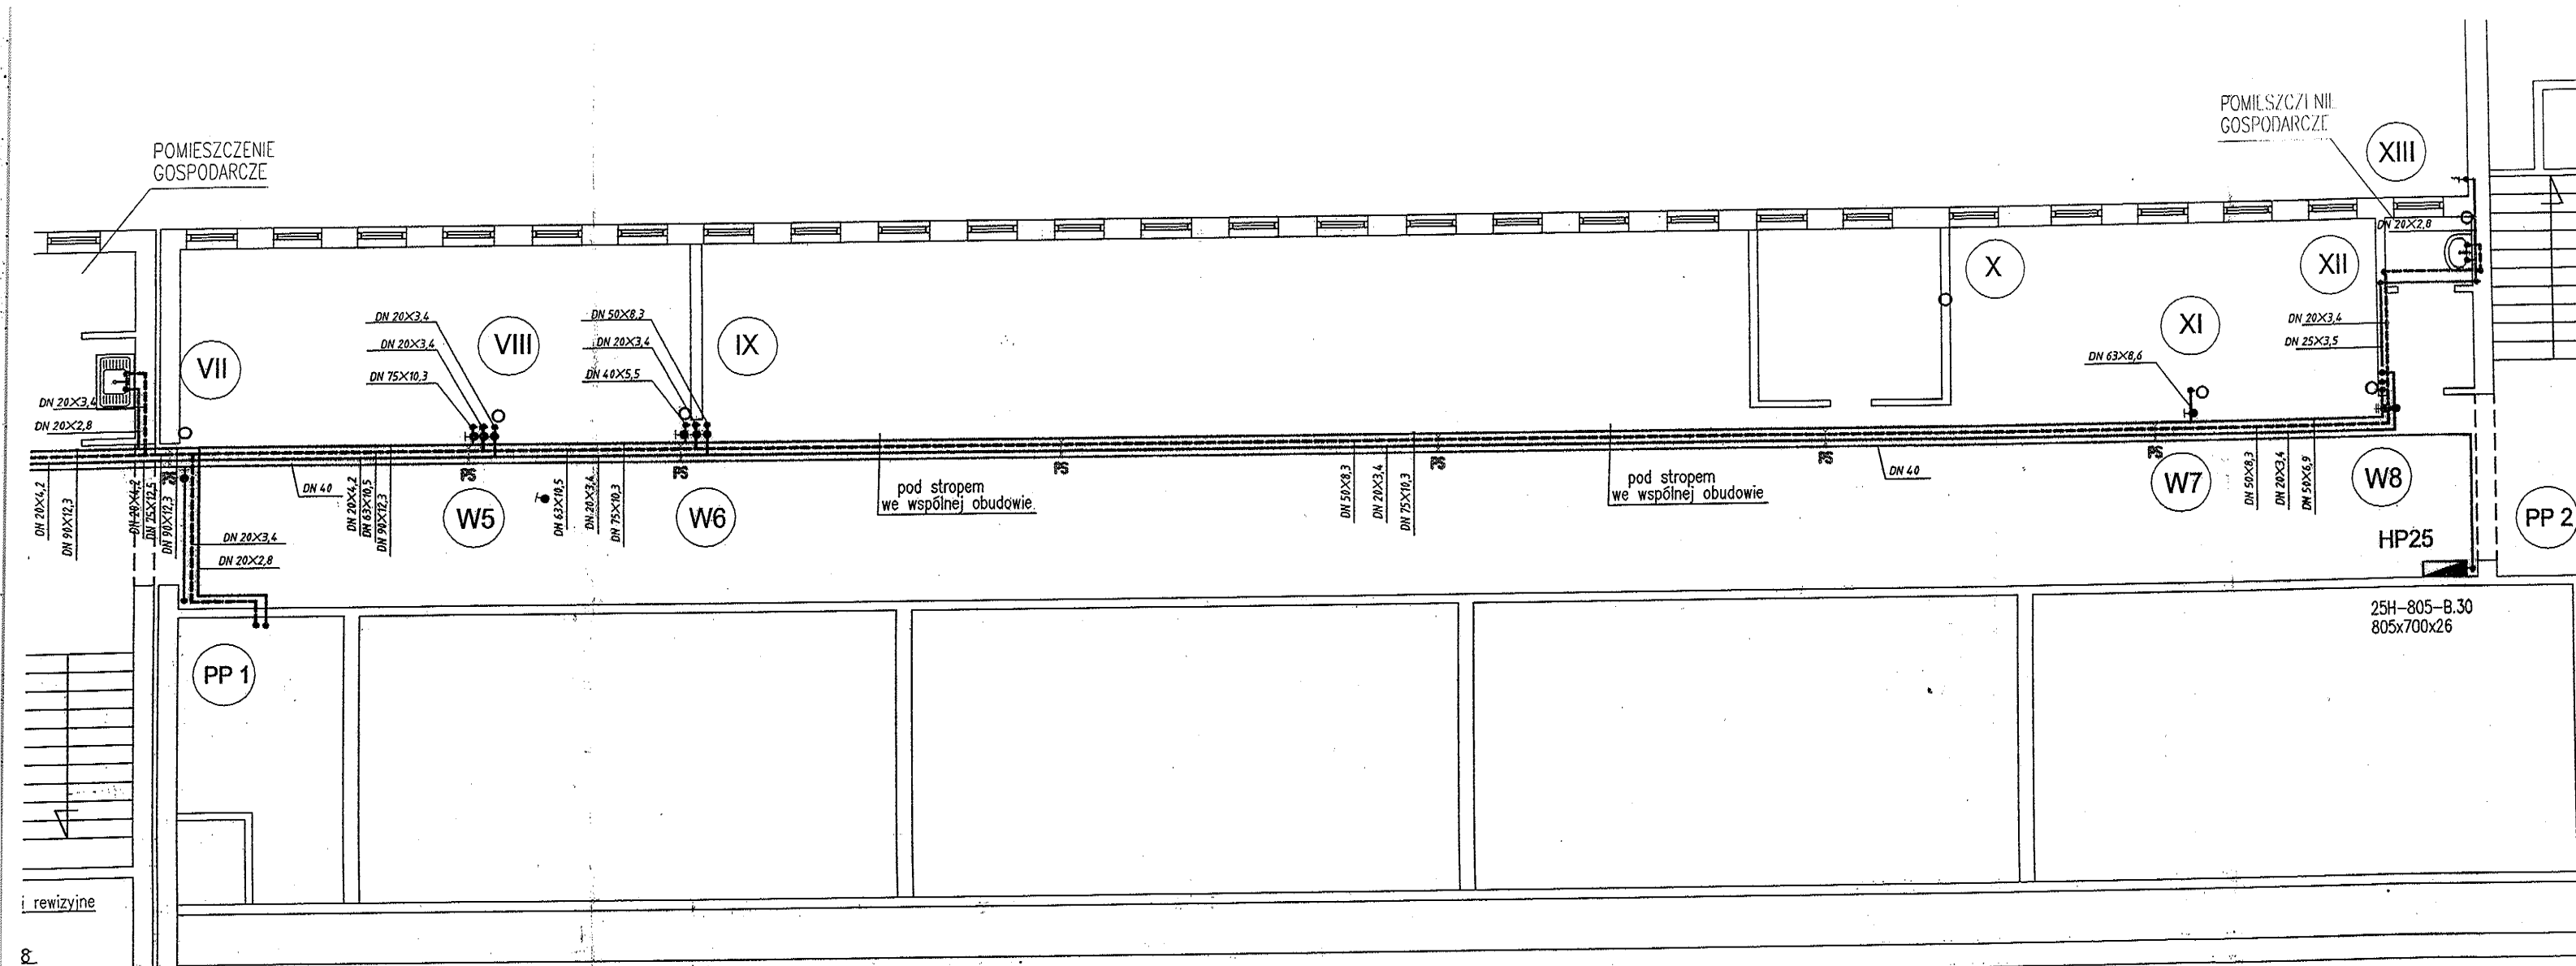 POMIESZCZENIE
GOSPODARCZE
GOSPODARCZE
XIII
DN 20X2,8
XII
X
XI
DN 63X8,6
DN 20X3,4
DN 25X3,5
DN 20X3,4
DN 20X3,4
DN 75X10,3
VIII
DN 50X8,3
DN 20X3,4
DN 40X5,5
IX
VII
DN 20X3,4
DN 20X2,8
DN 20X4,2
DN 90X12,3
DN 20X4,2
DN 75X12,5
DN 90X12,3
DN 40
DN 20X4,2
DN 63X10,5
DN 90X12,3
W5
DN 63X10,5
DN 20X3,4
DN 75X10,3
W6
pod stropem
we wspólnej obudowie
DN 50X8,3
DN 20X3,4
DN 75X10,3
pod stropem
we wspólnej obudowie
DN 40
W7
DN 50X8,3
DN 20X3,4
DN 50X6,9
W8
PP 2
HP25
DN 20X3,4
DN 20X2,8
25H-805-B.30
805x700x26
PP 1
i rewizyjne
8